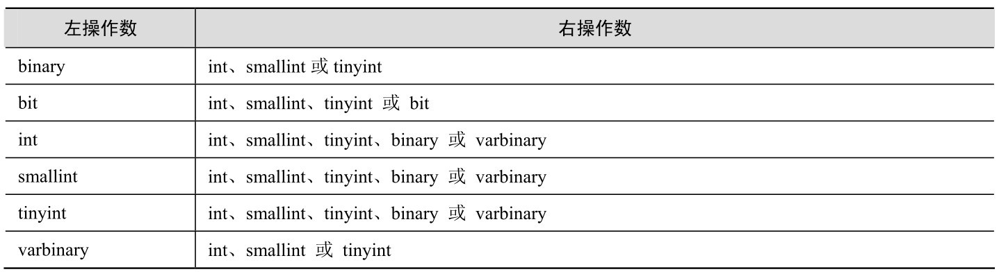 左操作数 右操作数
binary int、smallint 或 tinyint
bit int、smallint、tinyint 或 bit
int int、smallint、tinyint、binary 或 varbinary
smallint int、smallint、tinyint、binary 或 varbinary
tinyint int、smallint、tinyint、binary 或 varbinary
varbinary int、smallint 或 tinyint